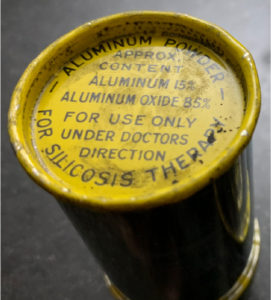 — ALUMINUM POWDER —
APPROX.
CONTENT
ALUMINUM 15%
ALUMINUM OXIDE 85%
FOR USE ONLY
UNDER DOCTORS
DIRECTION
FOR SILICOSIS THERAPY